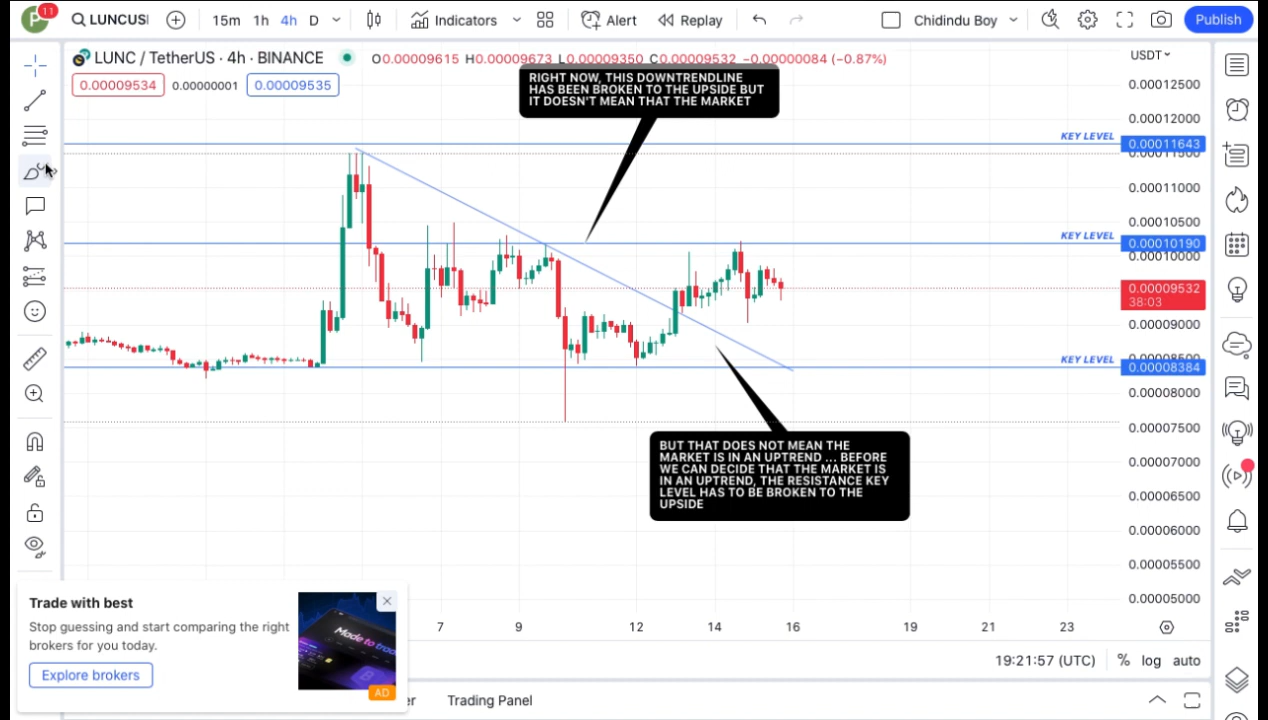 P
11
LUNCUS
15m 1h 4h D
Indicators
Alert
Replay
Chidindu Boy
Publish
LUNC / TetherUS · 4h · BINANCE
O0.00009615 H0.00009673 L0.00009350 C0.00009532 −0.00000084 (−0.87%)
USDT
0.00009534
0.00000001
0.00009535
RIGHT NOW, THIS DOWNTRENDLINE
HAS BEEN BROKEN TO THE UPSIDE BUT
IT DOESN'T MEAN THAT THE MARKET
0.00012500
0.00012000
KEY LEVEL
0.00011643
0.00011500
0.00011000
0.00010500
KEY LEVEL
0.00010190
0.00010000
0.00009532
38:03
0.00009000
0.00008500
KEY LEVEL
0.00008384
0.00008000
0.00007500
0.00007000
0.00006500
0.00006000
0.00005500
0.00005000
BUT THAT DOES NOT MEAN THE
MARKET IS IN AN UPTREND ... BEFORE
WE CAN DECIDE THAT THE MARKET IS
IN AN UPTREND, THE RESISTANCE KEY
LEVEL HAS TO BE BROKEN TO THE
UPSIDE
Trade with best
Stop guessing and start comparing the right
brokers for you today.
Explore brokers
Made to
AD
7 9 12 14 16 19 21 23
19:21:57 (UTC)
% log auto
Trading Panel